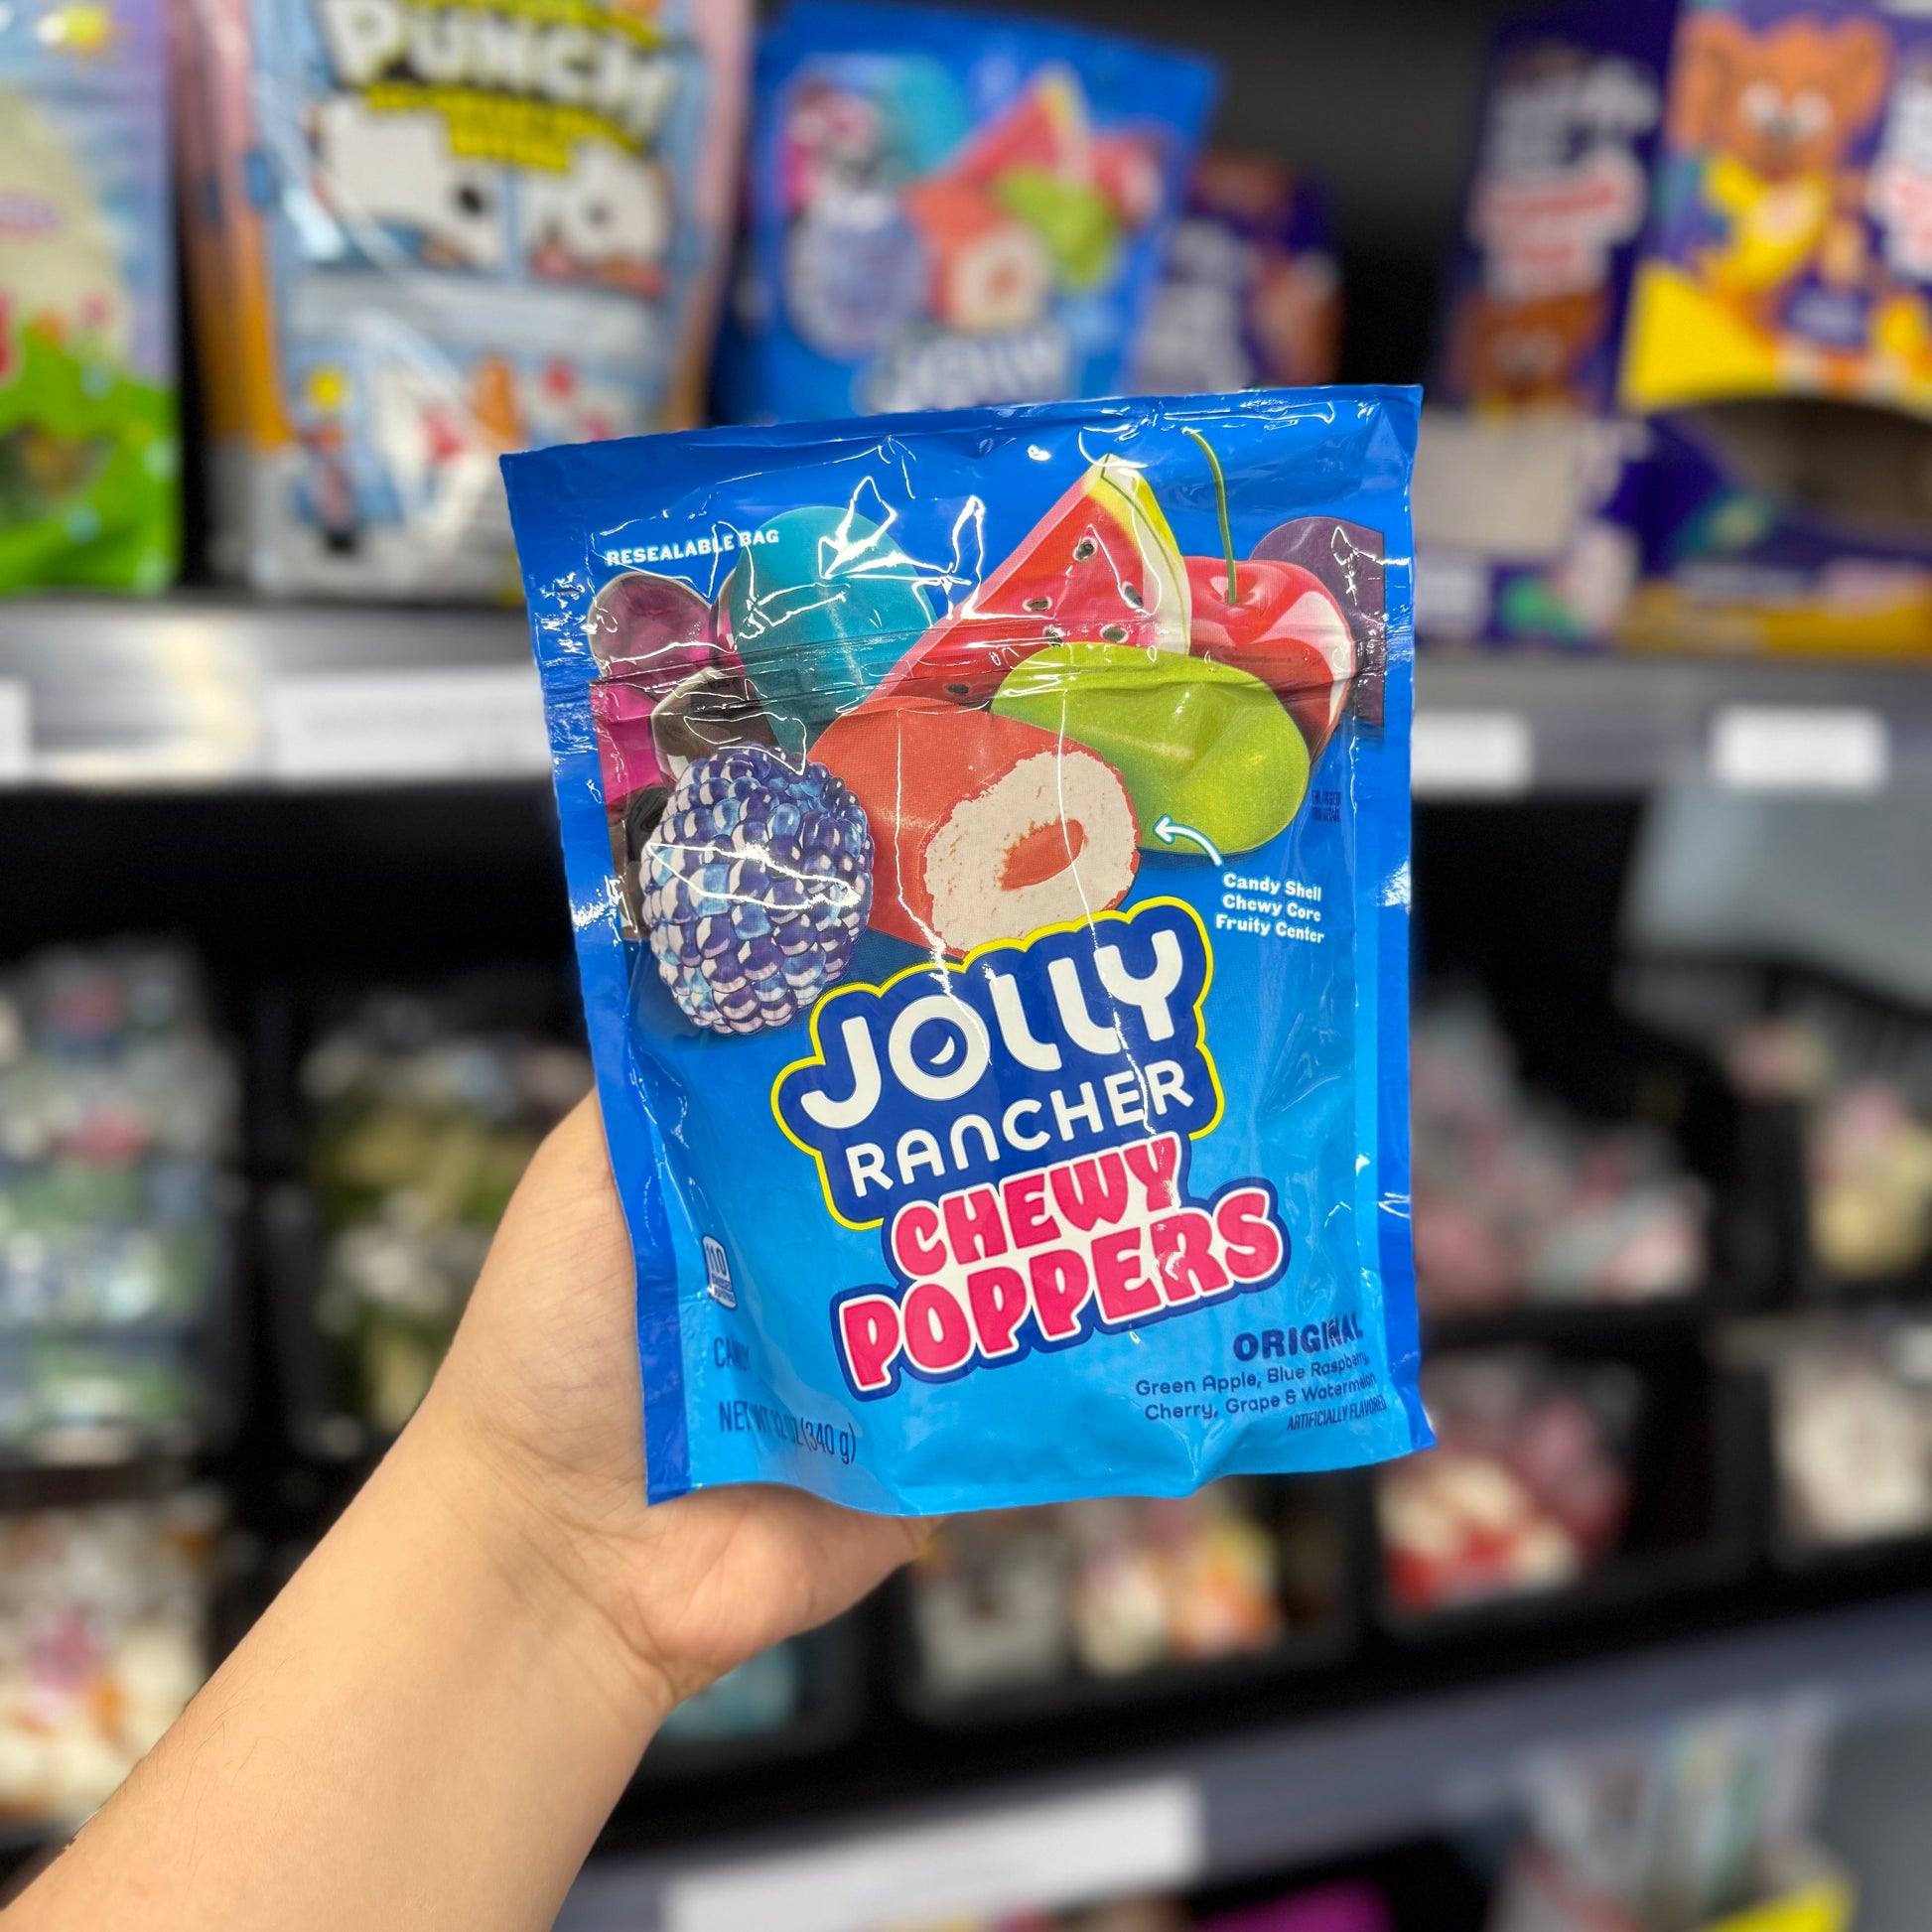 PUNCH
RESEALABLE BAG
Candy Shell
Chewy Core
Fruity Center
JOLLY
RANCHER
CHEWY
POPPERS
110
ORIGINAL
Green Apple, Blue Raspberry,
Cherry, Grape & Watermelon
ARTIFICIALLY FLAVORED
CANDY
NET WT 12 OZ (340 g)